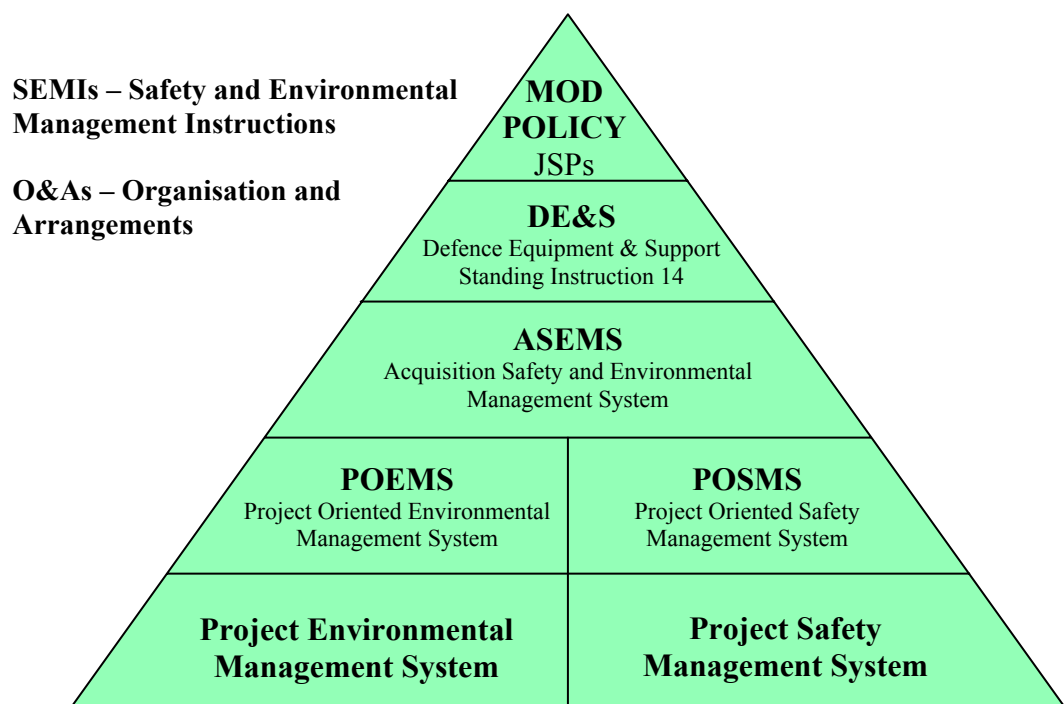 SEMIs – Safety and Environmental
Management Instructions
O&As – Organisation and
Arrangements
MOD
POLICY
JSPs
DE&S
Defence Equipment & Support
Standing Instruction 14
ASEMS
Acquisition Safety and Environmental
Management System
POEMS
Project Oriented Environmental
Management System
POSMS
Project Oriented Safety
Management System
Project Environmental
Management System
Project Safety
Management System